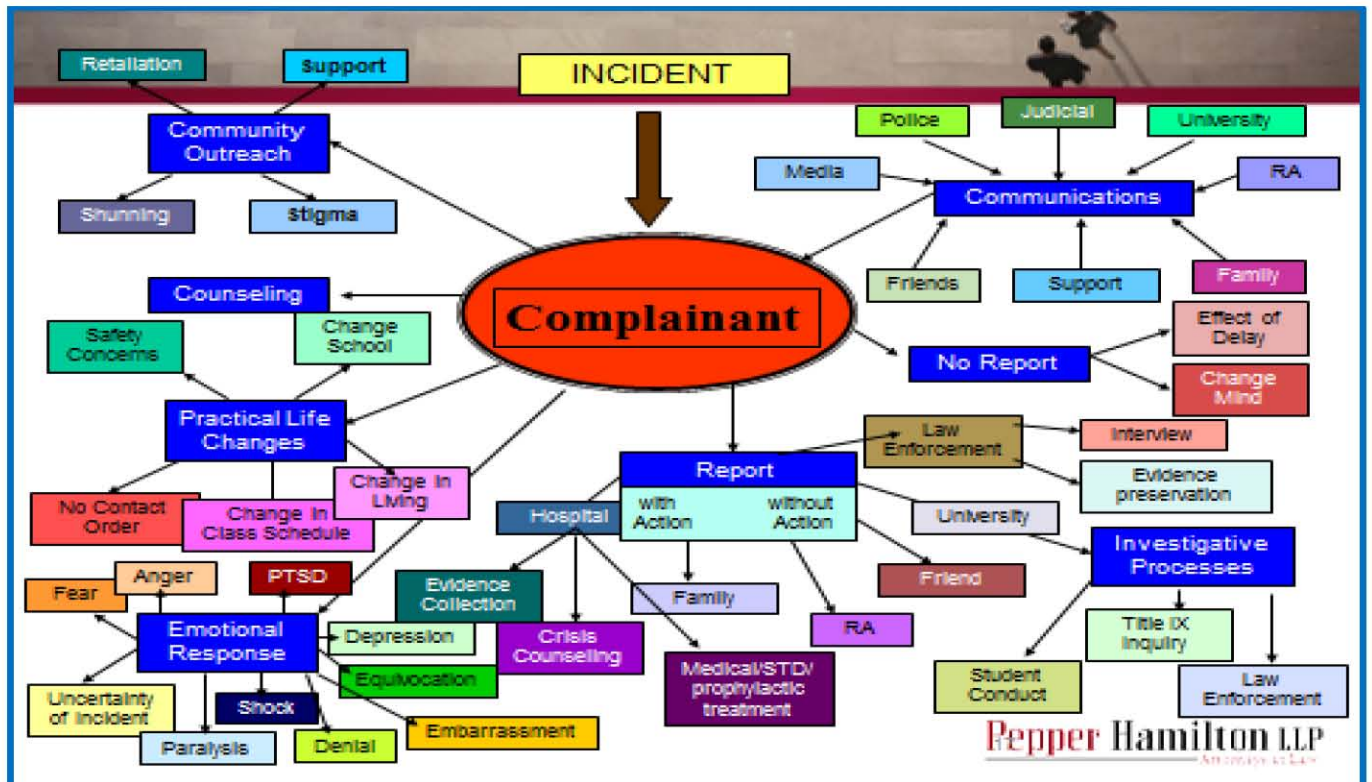 INCIDENT
Retaliation
Support
Community
Outreach
Shunning
Stigma
Police
Judicial
University
Media
RA
Communications
Friends
Support
Family
Complainant
Counseling
Safety
Concerns
Change
School
Practical Life
Changes
No Contact
Order
Change In
Class Schedule
Change In
Living
No Report
Effect of
Delay
Change
Mind
Report
with
Action
without
Action
Law
Enforcement
Interview
Evidence
preservation
Hospital
University
Investigative
Processes
Evidence
Collection
Crisis
Counseling
Medical/STD/
prophylactic
treatment
Family
RA
Friend
Student
Conduct
Title IX
Inquiry
Law
Enforcement
Fear
Anger
PTSD
Emotional
Response
Depression
Equivocation
Uncertainty
of Incident
Shock
Embarrassment
Paralysis
Denial
Pepper Hamilton LLP
Attorneys at Law